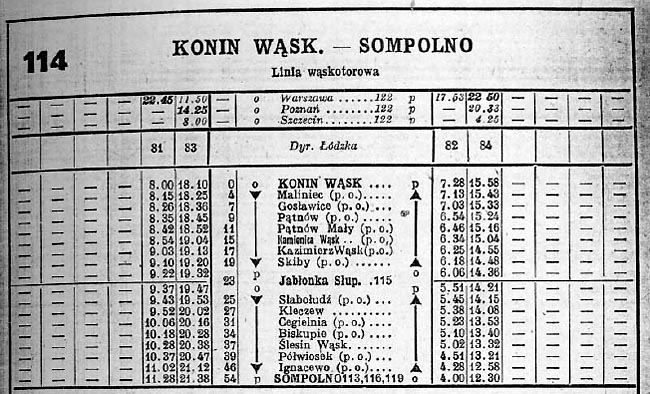 114
KONIN WĄSK. — SOMPOLNO
Linia wąskotorowa
— — — — 22.45 11.50 — o Warszawa ......122 p 17.53 22.50 — — — — —
— — — — — 14.25 — o Poznań .........122 p — 20.33 — — — — —
— — — — — 8.00 — o Szczecin ........122 p — 4.25 — — — — —
81 83 Dyr. Łódzka 82 84
— — — — 8.00 18.10 0 o KONIN WĄSK .... p 7.28 15.58 — — — — —
— — — — 8.15 18.25 4 Maliniec (p.o.)..... 7.13 15.43 — — — — —
— — — — 8.26 18.36 7 Gosławice (p.o.).. 7.03 15.33 — — — — —
— — — — 8.35 18.45 9 Pątnów (p.o.)...... 6.54 15.24 — — — — —
— — — — 8.42 18.52 11 Pątnów Mały (p.o.) 6.46 15.16 — — — — —
— — — — 8.54 19.04 15 Kamienica Wąsk.. (p.o.) 6.34 15.04 — — — — —
— — — — 9.03 19.13 17 Kazimierz Wąsk(p.o.) 6.25 14.55 — — — — —
— — — — 9.10 19.20 19 Skiby (p.o.)....... 6.18 14.48 — — — — —
— — — — 9.22 19.32 23 p Jabłonka Słup. .115 o 6.06 14.36 — — — — —
— — — — 9.37 19.47 o p 5.51 14.21 — — — — —
— — — — 9.43 19.53 25 Słaboludź (p.o.)... 5.45 14.15 — — — — —
— — — — 9.52 20.02 27 Kleczew ........... 5.38 14.08 — — — — —
— — — — 10.06 20.16 31 Cegielnia (p.o.)... 5.23 13.53 — — — — —
— — — — 10.18 20.28 34 Biskupie (p.o.)... 5.10 13.40 — — — — —
— — — — 10.28 20.38 37 Ślesin Wąsk....... 5.02 13.32 — — — — —
— — — — 10.37 20.47 39 Półwiosek (p.o.)... 4.51 13.21 — — — — —
— — — — 11.02 21.12 46 Ignacewo (p.o.).... 4.28 12.58 — — — — —
— — — — 11.28 21.38 54 p SOMPOLNO 113,116,119 o 4.00 12.30 — — — — —